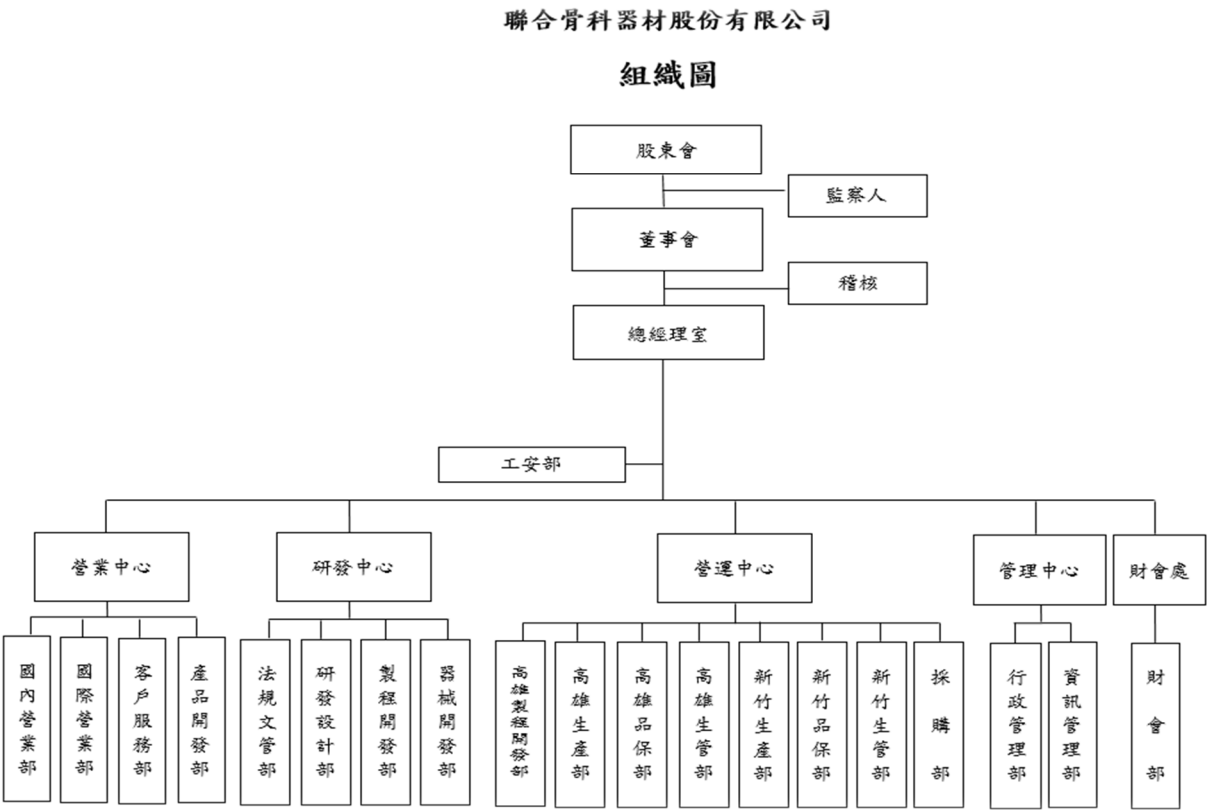 聯合骨科器材股份有限公司
組織圖
股東會
監察人
董事會
稽核
總經理室
工安部
營業中心
研發中心
營運中心
管理中心
財會處
國內營業部
國際營業部
客戶服務部
產品開發部
法規文管部
研發設計部
製程開發部
器械開發部
高雄製程開發部
高雄生產部
高雄品保部
高雄生管部
新竹生產部
新竹品保部
新竹生管部
採購部
行政管理部
資訊管理部
財會部